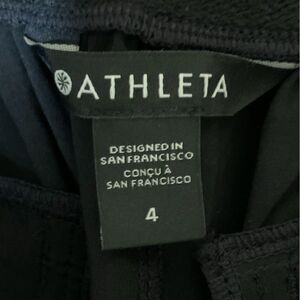 ATHLETA
DESIGNED IN
SAN FRANCISCO
CONÇU À
SAN FRANCISCO
4